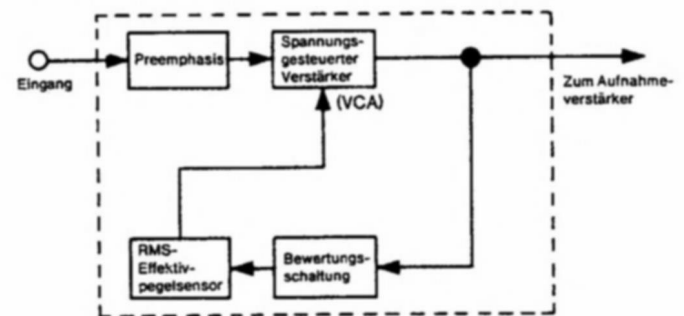 Eingang
Preemphasis
Spannungs-
gesteuerter
Verstärker
(VCA)
Zum Aufnahme-
verstärker
RMS-
Effektiv-
pegelsensor
Bewertungs-
schaltung